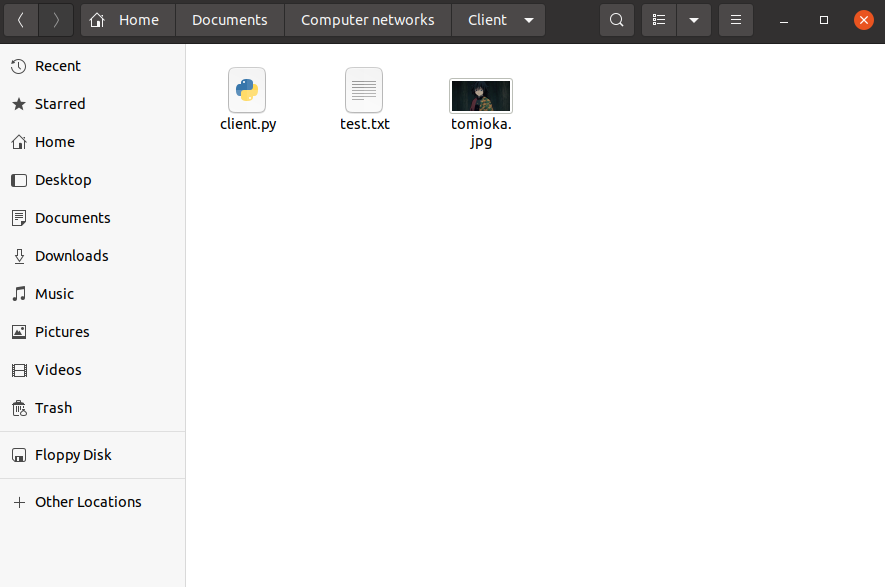 Home Documents Computer networks Client
Recent
Starred
Home
Desktop
Documents
Downloads
Music
Pictures
Videos
Trash
Floppy Disk
Other Locations
client.py
test.txt
tomioka.
jpg